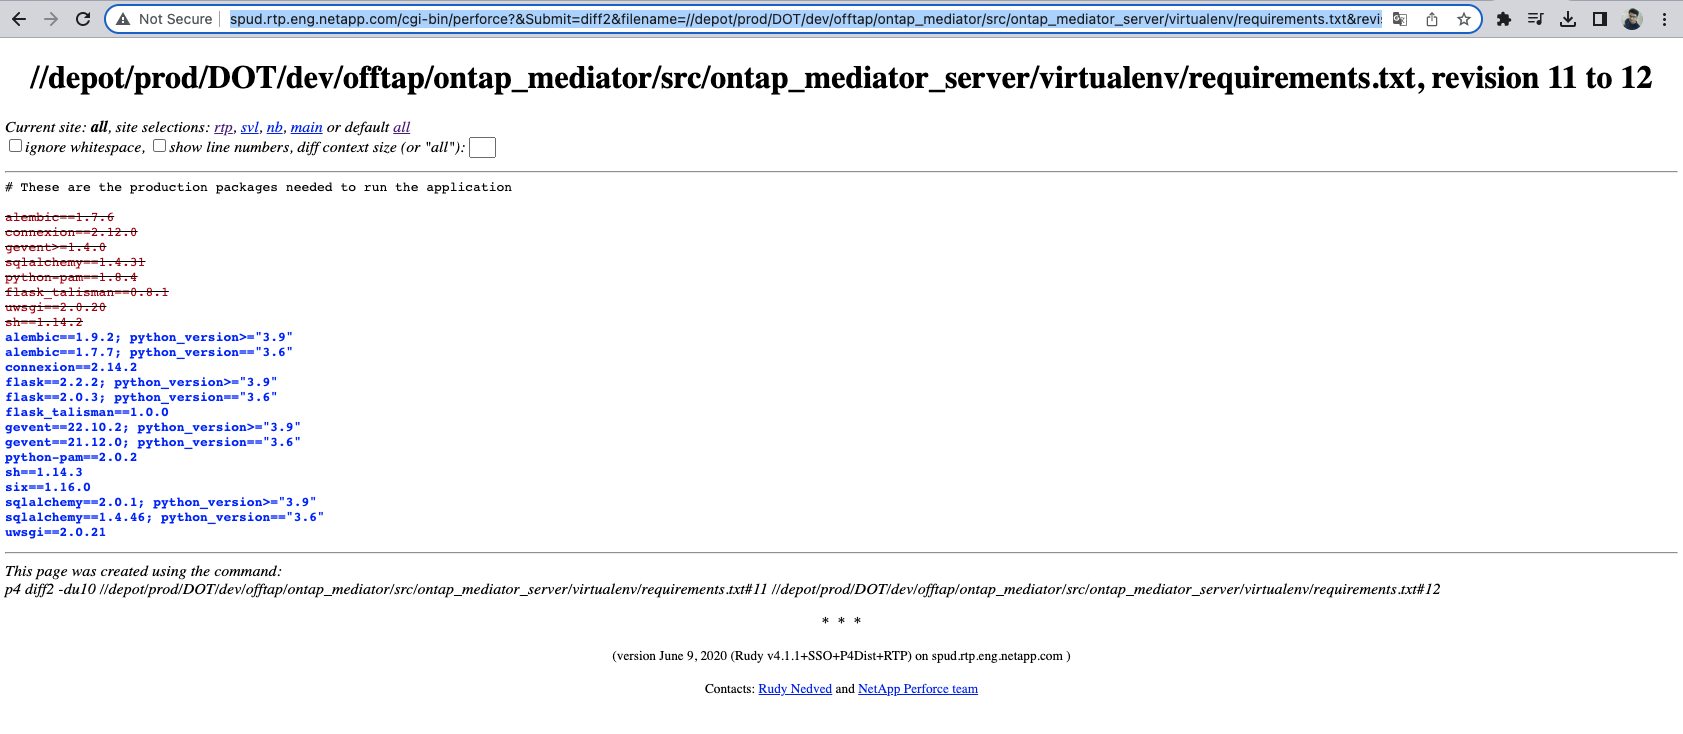 Not Secure
spud.rtp.eng.netapp.com/cgi-bin/perforce?&Submit=diff2&filename=//depot/prod/DOT/dev/offtap/ontap_mediator/src/ontap_mediator_server/virtualenv/requirements.txt&revi
//depot/prod/DOT/dev/offtap/ontap_mediator/src/ontap_mediator_server/virtualenv/requirements.txt, revision 11 to 12
Current site: all, site selections: rtp, svl, nb, main or default all
ignore whitespace, show line numbers, diff context size (or "all"):
# These are the production packages needed to run the application
alembic==1.7.6
connexion==2.12.0
gevent>=1.4.0
sqlalchemy==1.4.31
python-pam==1.8.4
flask_talisman==0.8.1
uwsgi==2.0.20
sh==1.14.2
alembic==1.9.2; python_version>="3.9"
alembic==1.7.7; python_version=="3.6"
connexion==2.14.2
flask==2.2.2; python_version>="3.9"
flask==2.0.3; python_version=="3.6"
flask_talisman==1.0.0
gevent==22.10.2; python_version>="3.9"
gevent==21.12.0; python_version=="3.6"
python-pam==2.0.2
sh==1.14.3
six==1.16.0
sqlalchemy==2.0.1; python_version>="3.9"
sqlalchemy==1.4.46; python_version=="3.6"
uwsgi==2.0.21
This page was created using the command:
p4 diff2 -du10 //depot/prod/DOT/dev/offtap/ontap_mediator/src/ontap_mediator_server/virtualenv/requirements.txt#11 //depot/prod/DOT/dev/offtap/ontap_mediator/src/ontap_mediator_server/virtualenv/requirements.txt#12
* * *
(version June 9, 2020 (Rudy v4.1.1+SSO+P4Dist+RTP) on spud.rtp.eng.netapp.com )
Contacts: Rudy Nedved and NetApp Perforce team